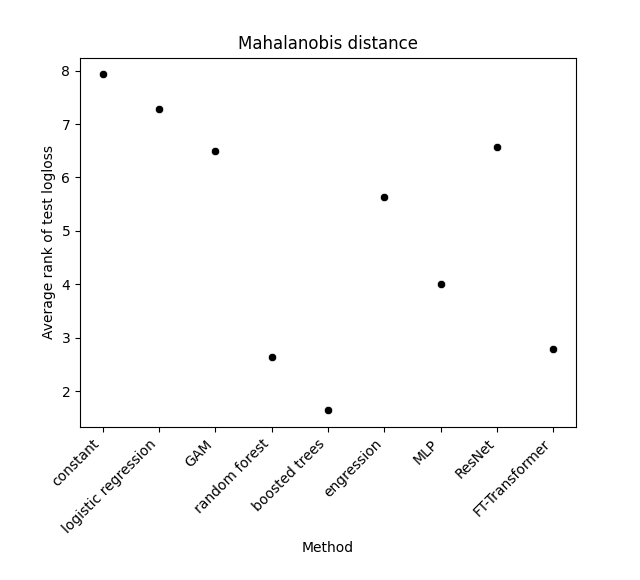 Mahalanobis distance
Average rank of test logloss
8
7
6
5
4
3
2
constant
logistic regression
GAM
random forest
boosted trees
engression
MLP
ResNet
FT-Transformer
Method